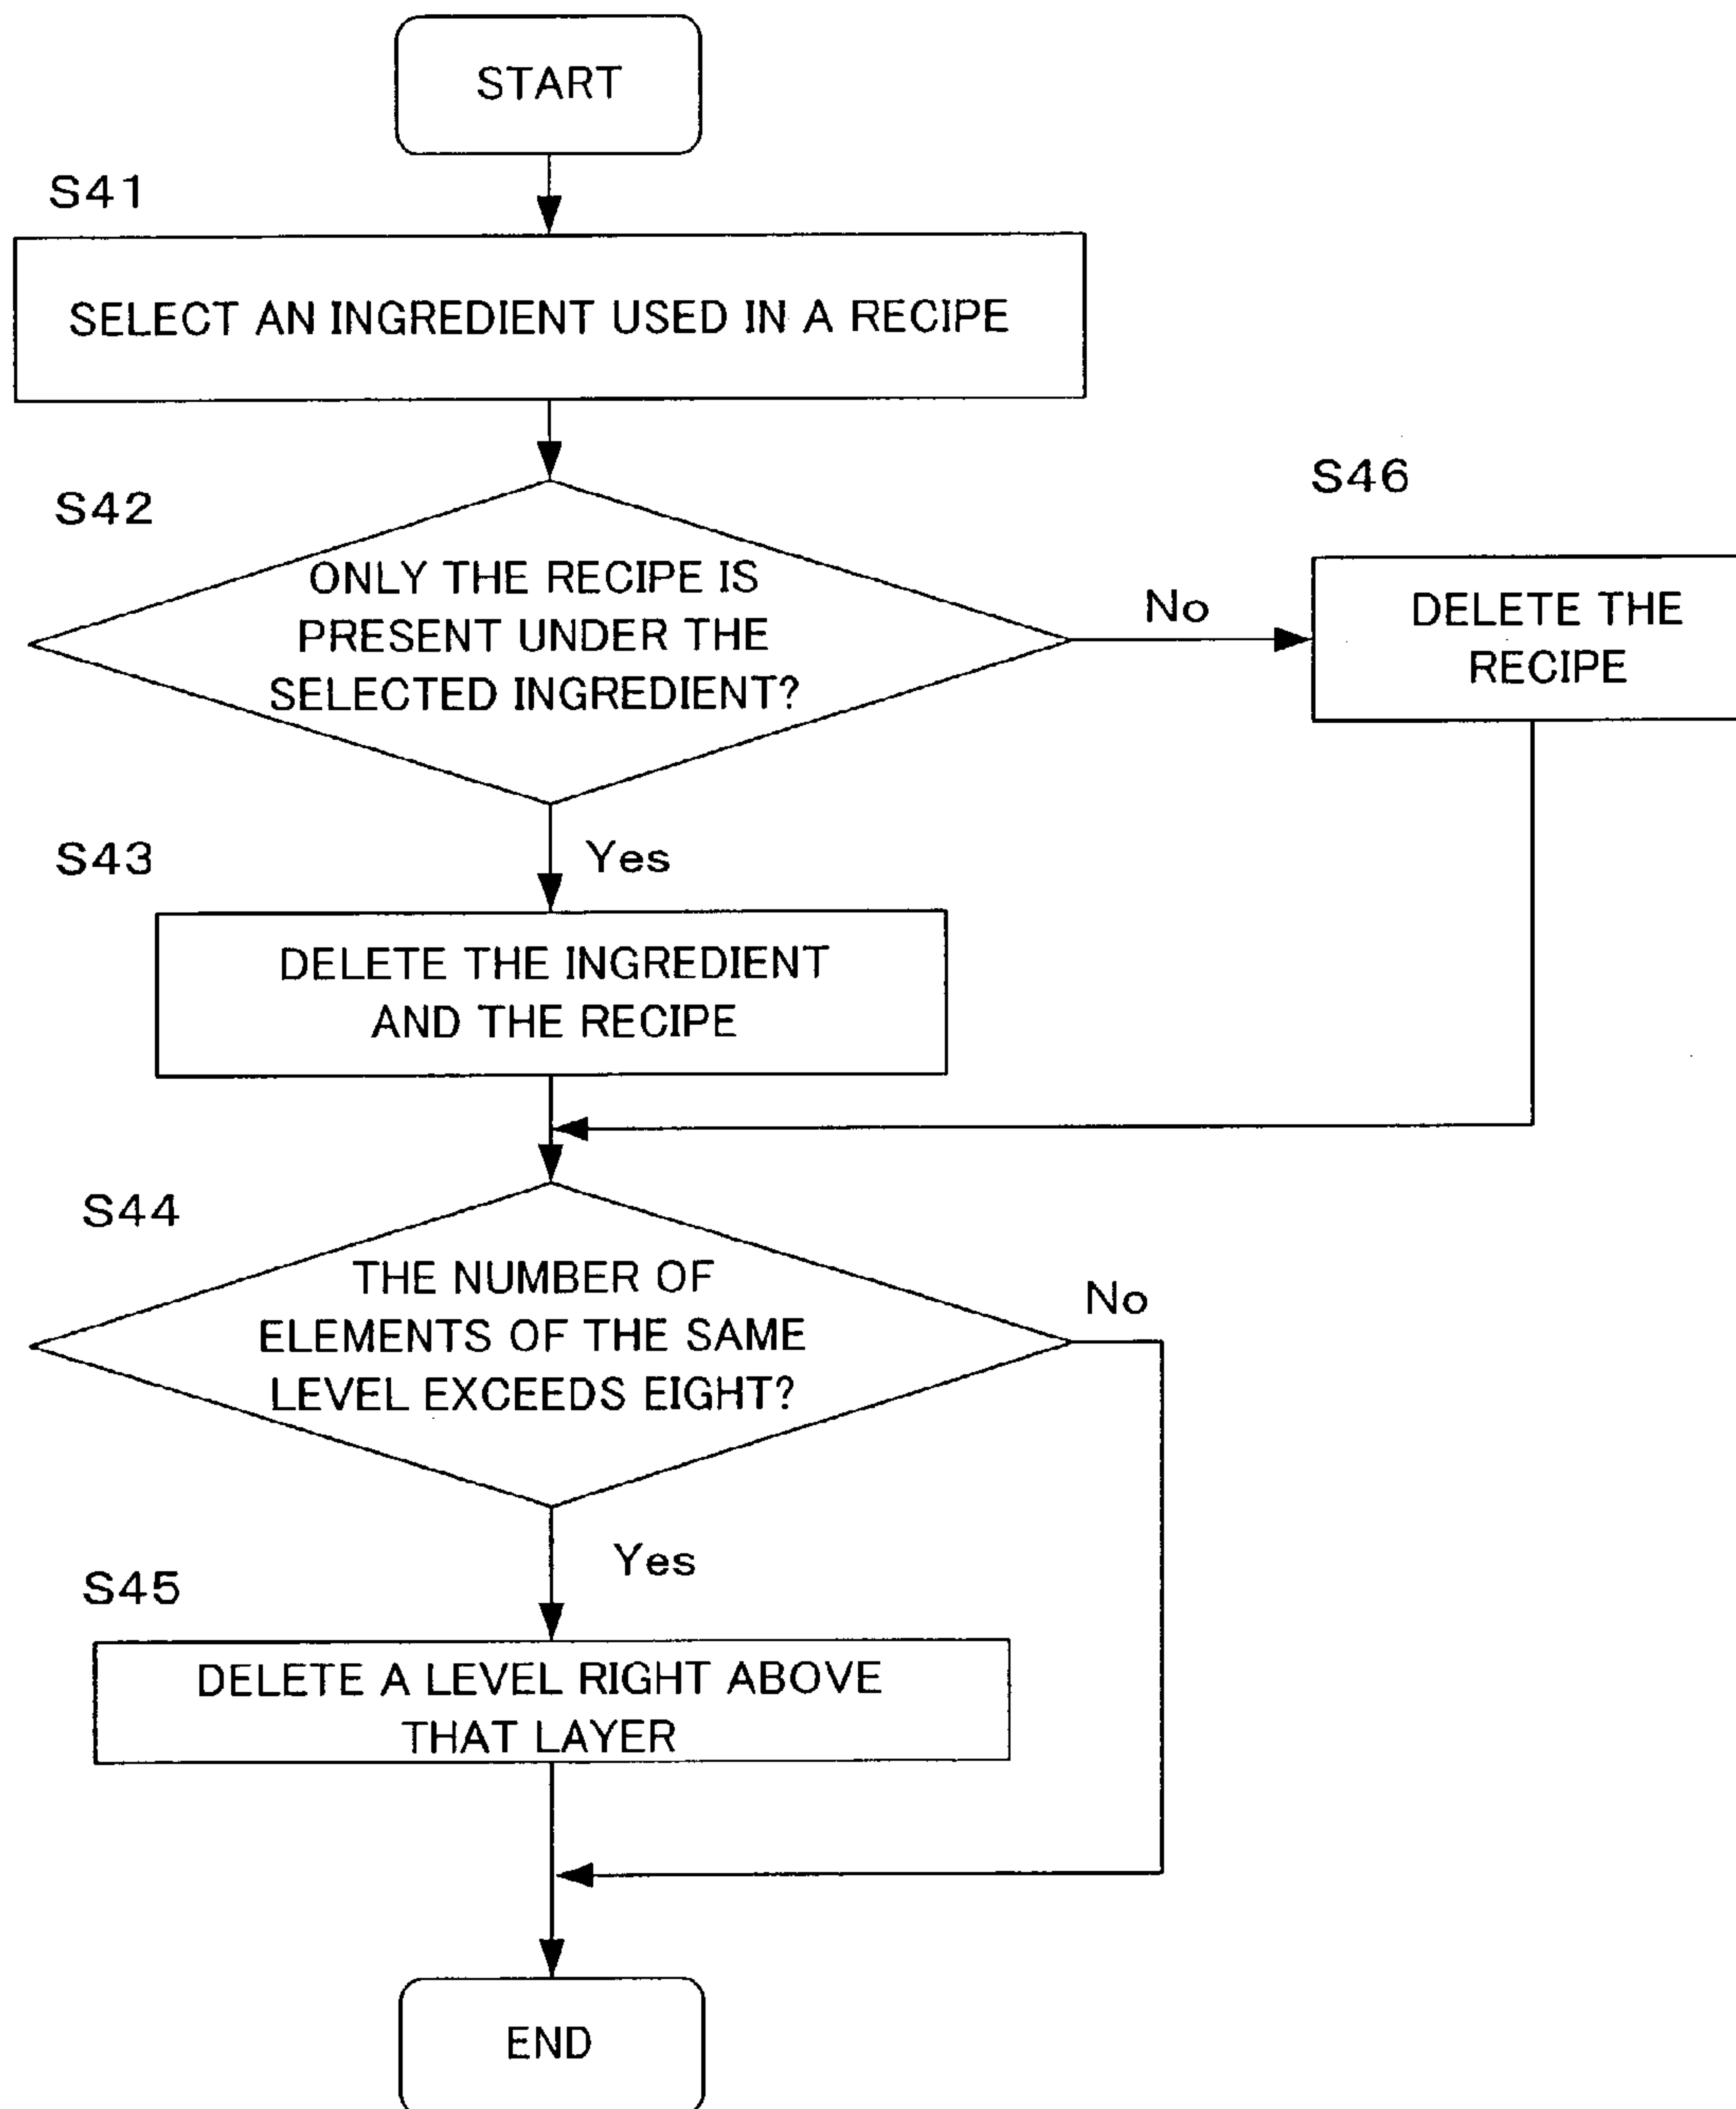 START
S41
SELECT AN INGREDIENT USED IN A RECIPE
S42
ONLY THE RECIPE IS
PRESENT UNDER THE
SELECTED INGREDIENT?
No
S46
DELETE THE
RECIPE
Yes
S43
DELETE THE INGREDIENT
AND THE RECIPE
S44
THE NUMBER OF
ELEMENTS OF THE SAME
LEVEL EXCEEDS EIGHT?
No
Yes
S45
DELETE A LEVEL RIGHT ABOVE
THAT LAYER
END